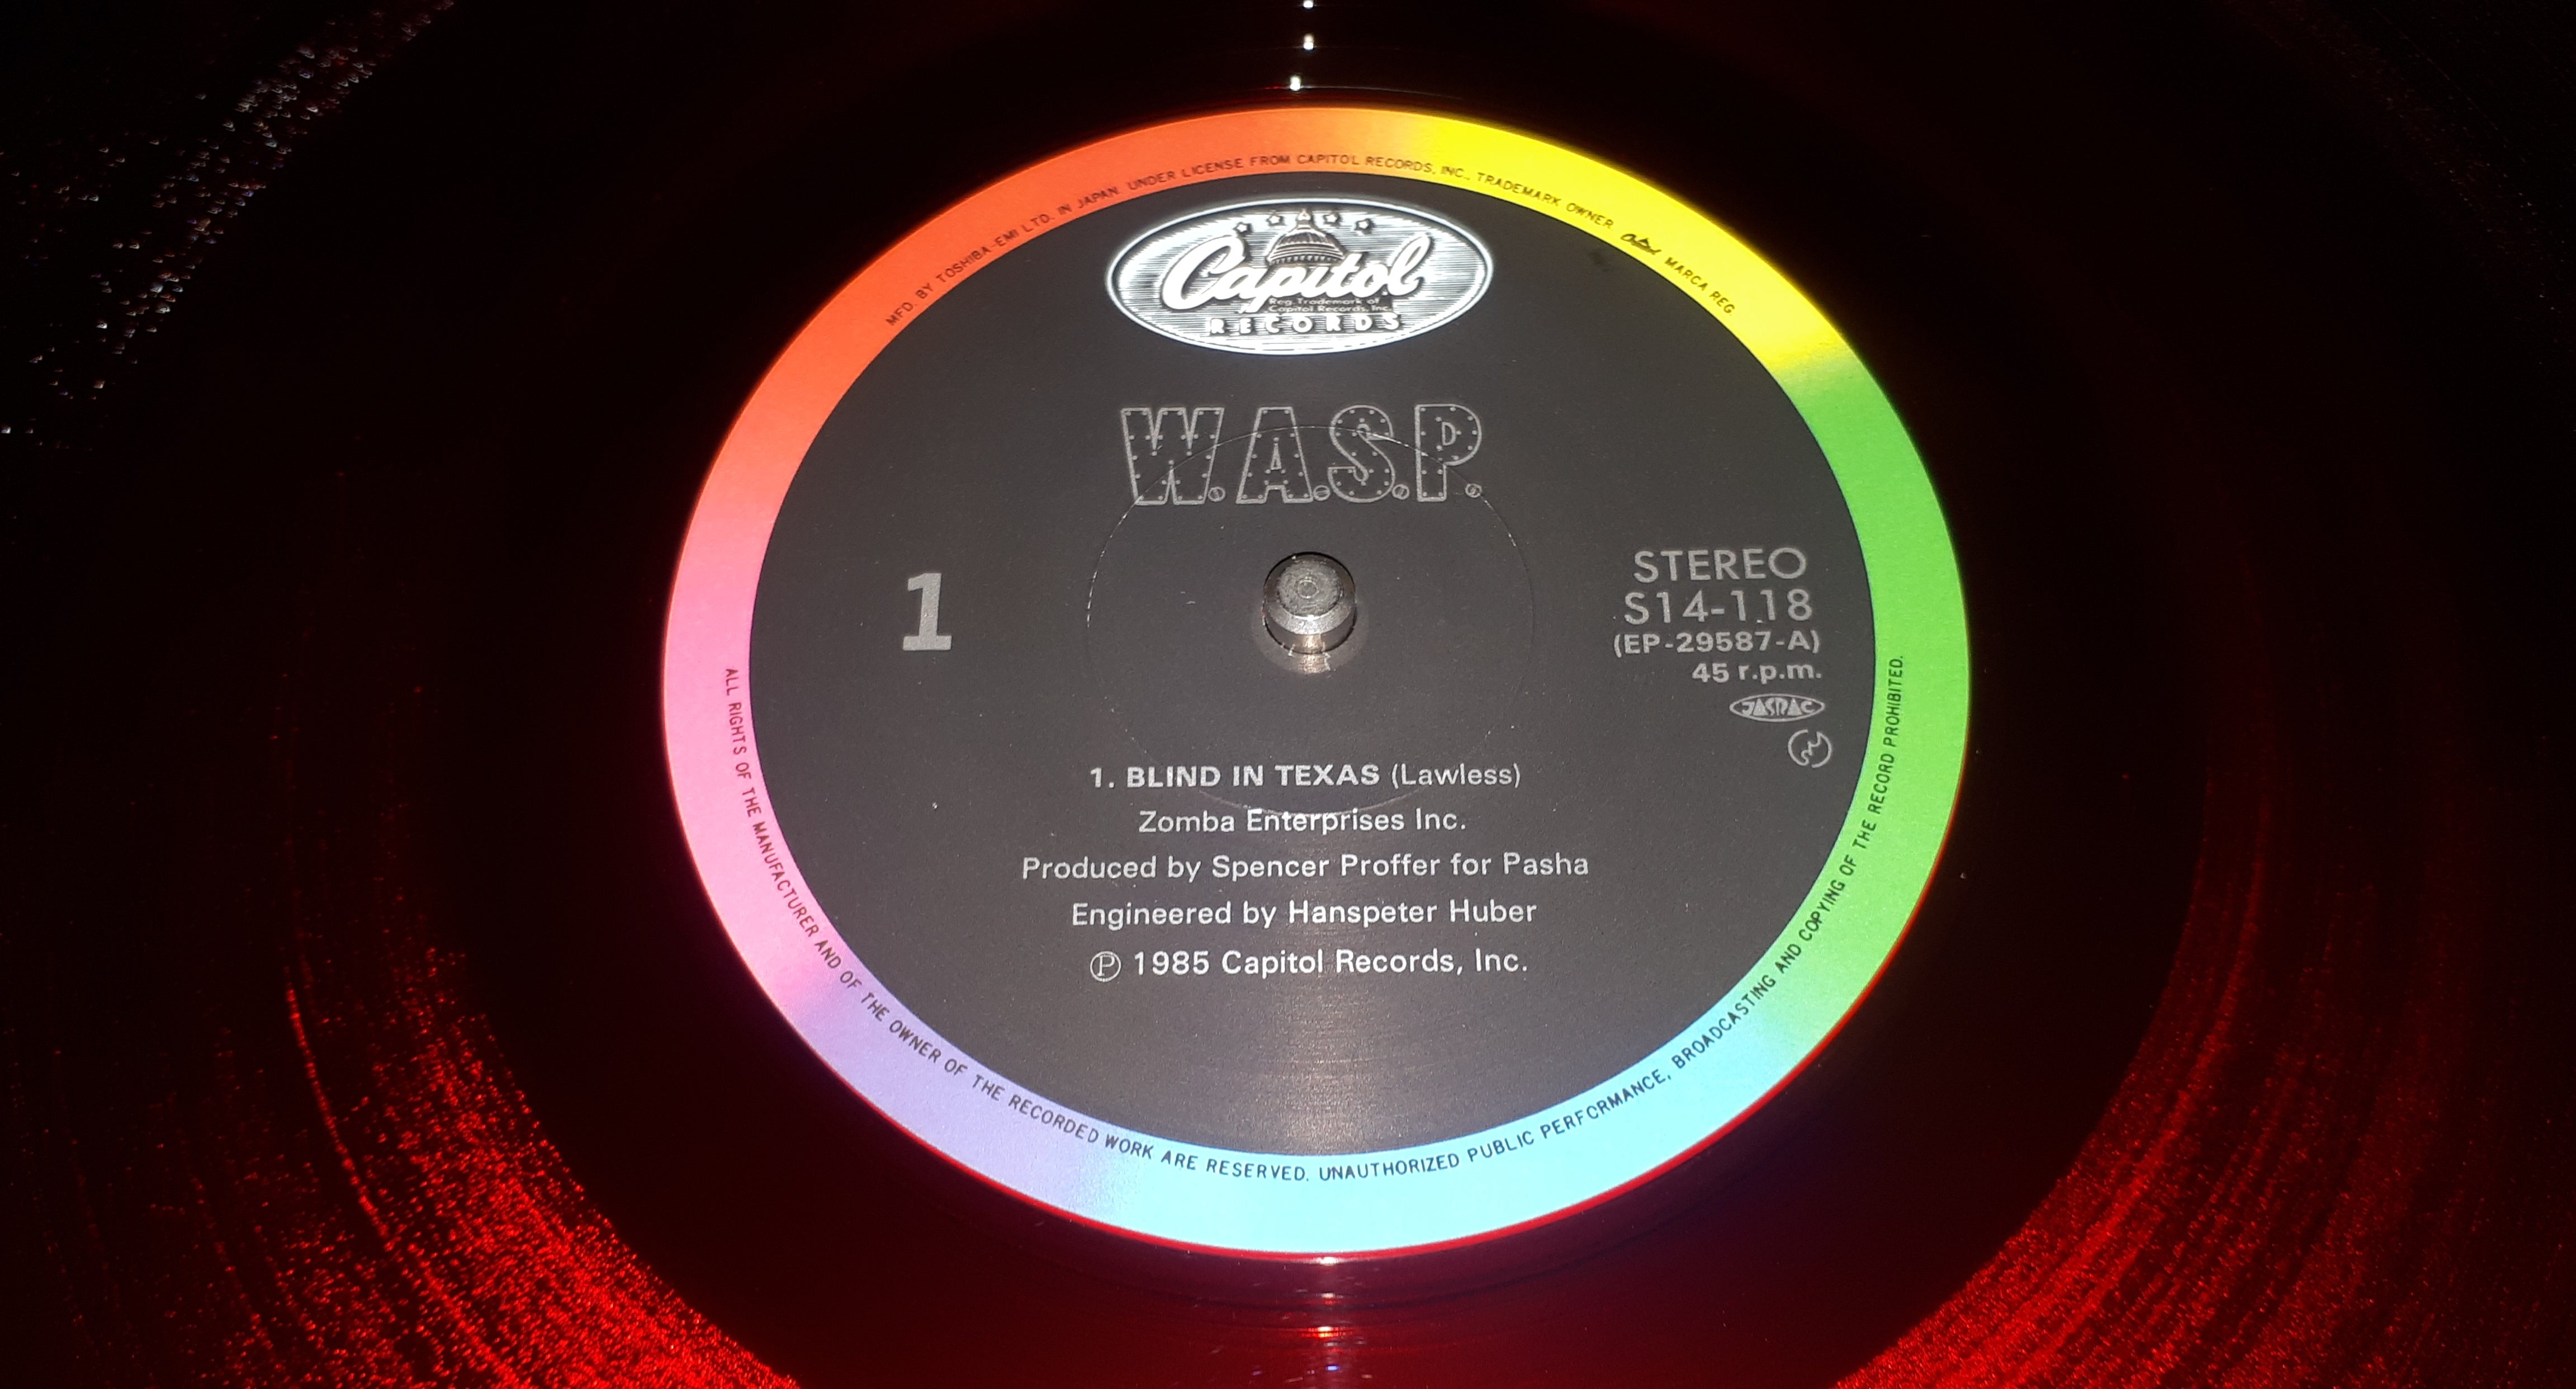 MFD. BY TOSHIBA-EMI LTD. IN JAPAN. UNDER LICENSE FROM CAPITOL RECORDS, INC., TRADEMARK OWNER Capitol MARCA REG
Capitol
Reg. Trademark of
Capitol Records, Inc.
RECORDS
W.A.S.P.
1
STEREO
S14-118
(EP-29587-A)
45 r.p.m.
JASRAC
1. BLIND IN TEXAS (Lawless)
Zomba Enterprises Inc.
Produced by Spencer Proffer for Pasha
Engineered by Hanspeter Huber
Ⓟ 1985 Capitol Records, Inc.
ALL RIGHTS OF THE MANUFACTURER AND OF THE OWNER OF THE RECORDED WORK ARE RESERVED. UNAUTHORIZED PUBLIC PERFORMANCE, BROADCASTING AND COPYING OF THE RECORD PROHIBITED.